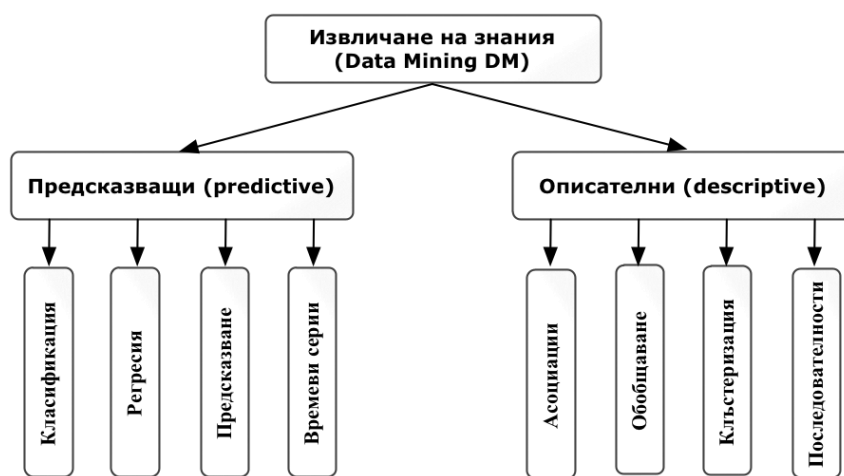 Извличане на знания
(Data Mining DM)
Предсказващи (predictive)
Описателни (descriptive)
Класификация
Регресия
Предсказване
Времеви серии
Асоциации
Обобщаване
Клъстеризация
Последователности